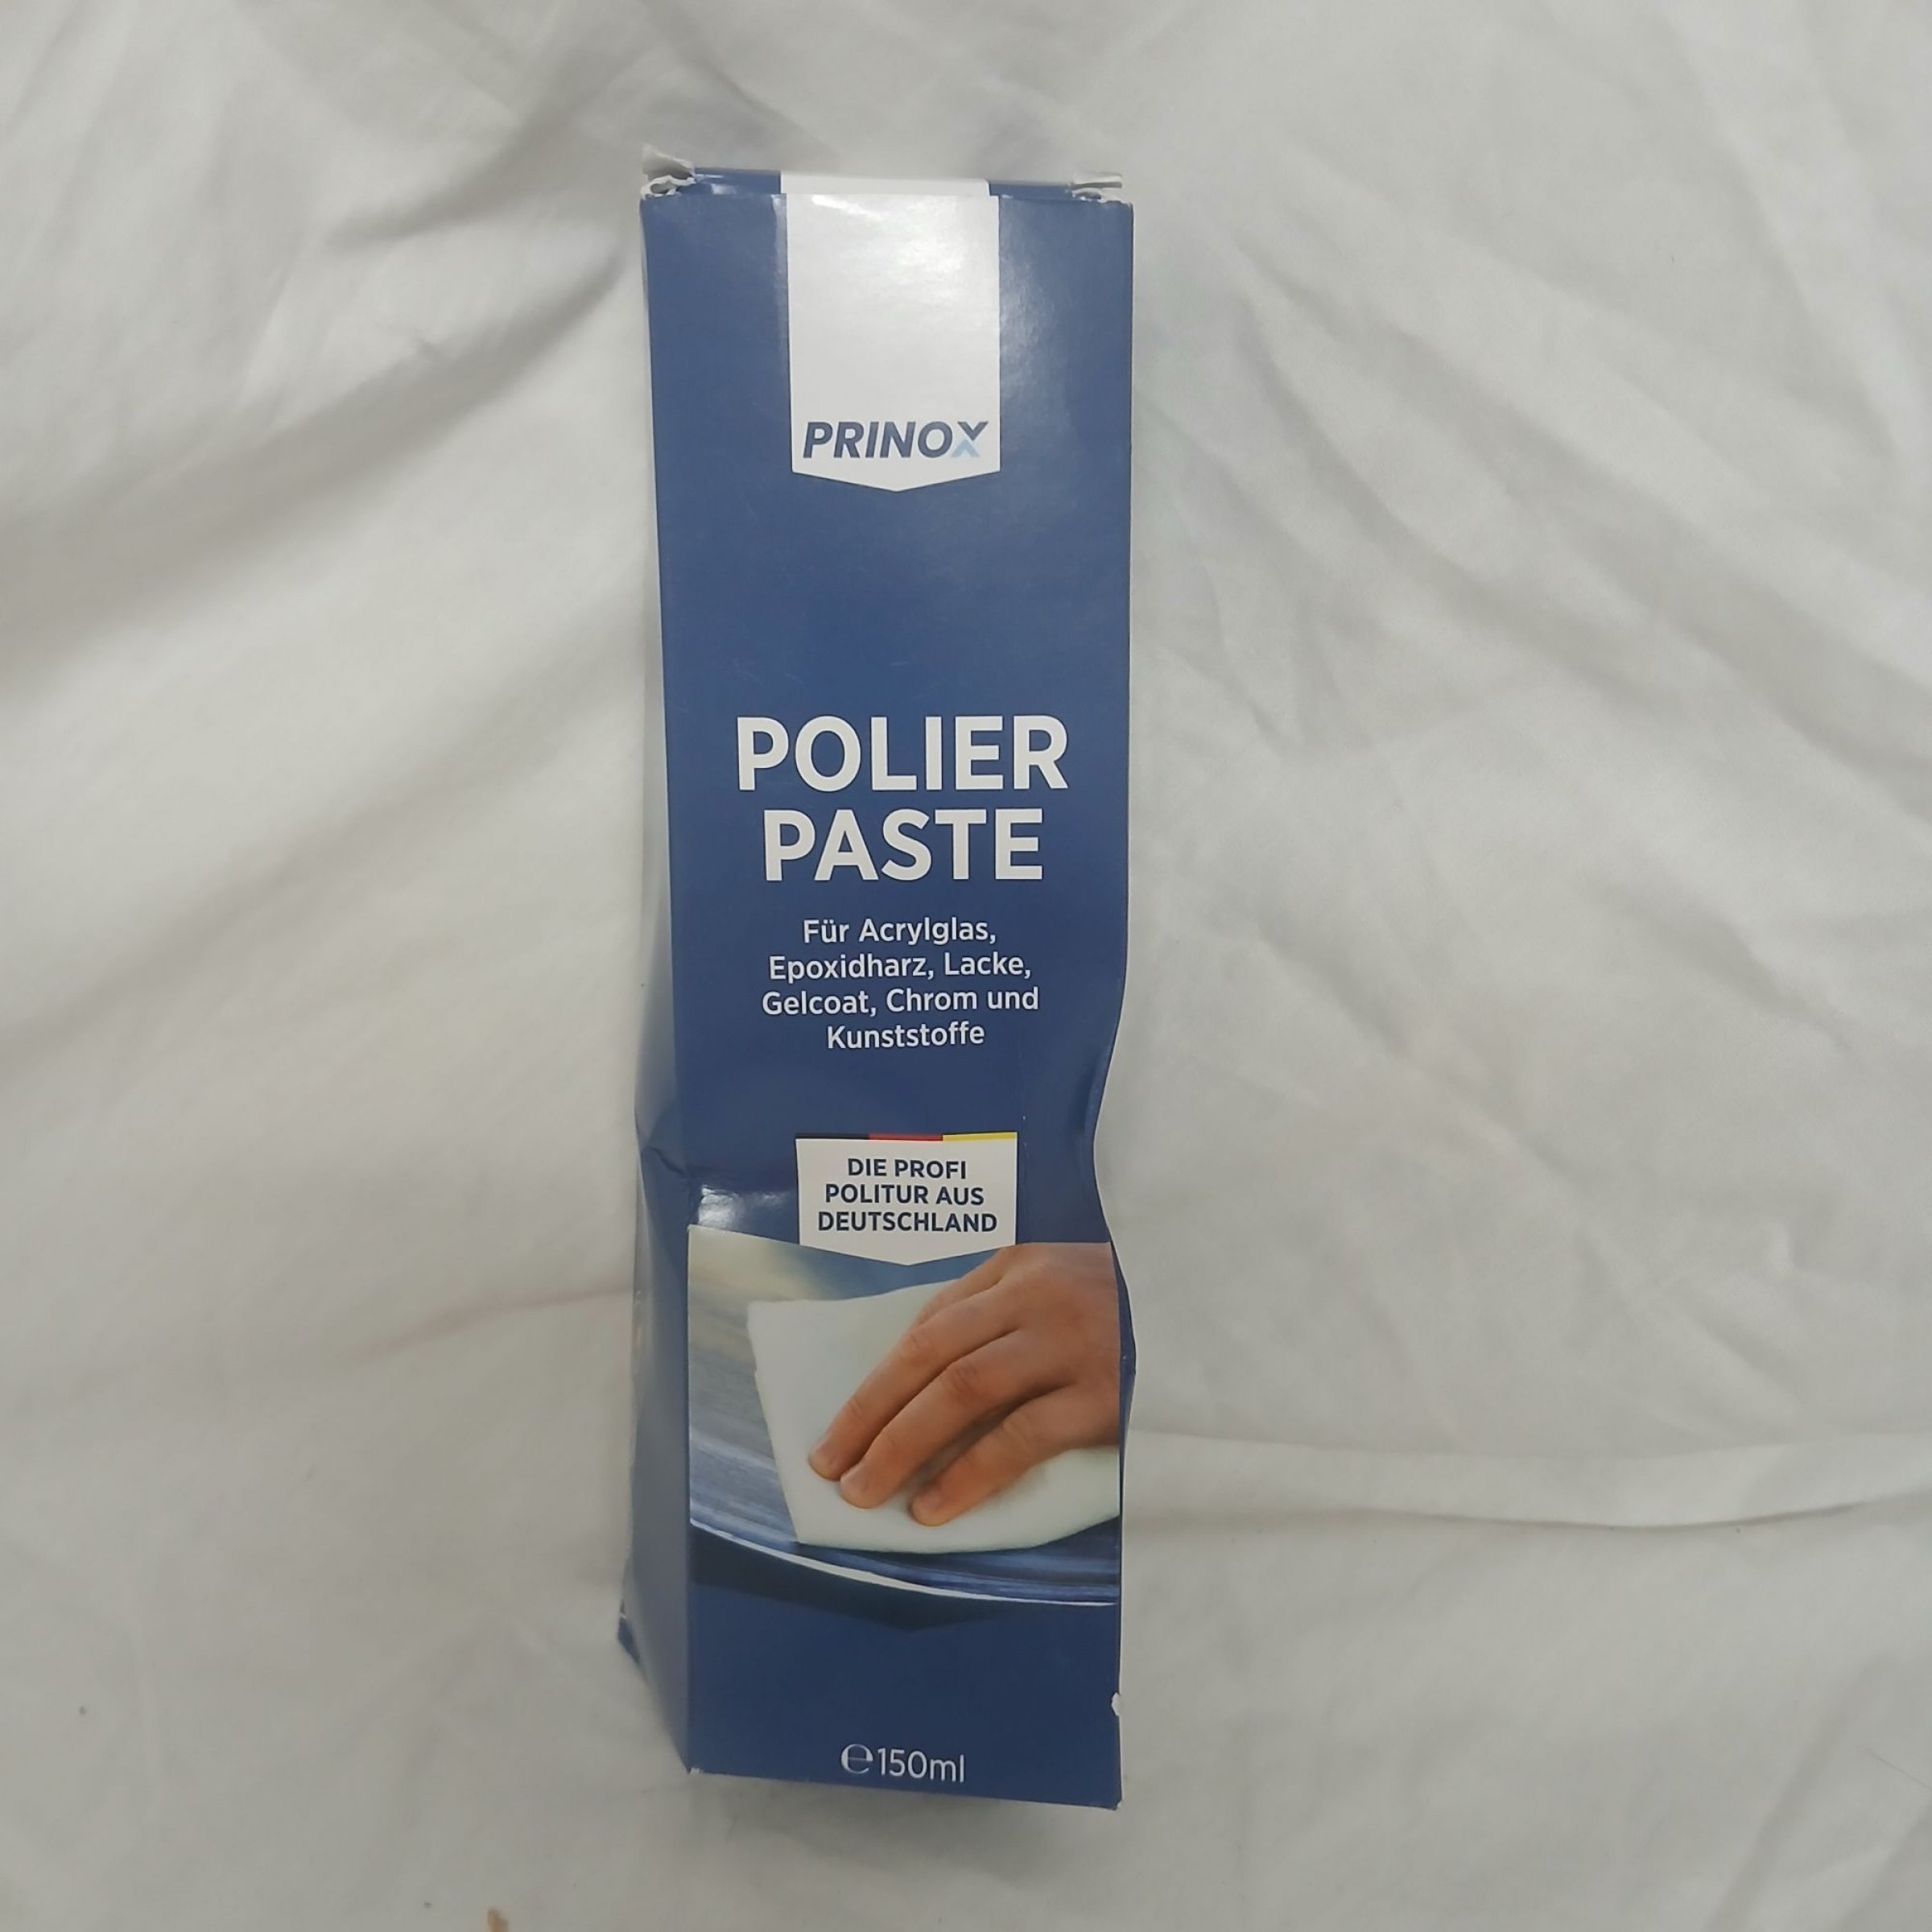 PRINOX
POLIER
PASTE
Für Acrylglas,
Epoxidharz, Lacke,
Gelcoat, Chrom und
Kunststoffe
DIE PROFI
POLITUR AUS
DEUTSCHLAND
℮150ml